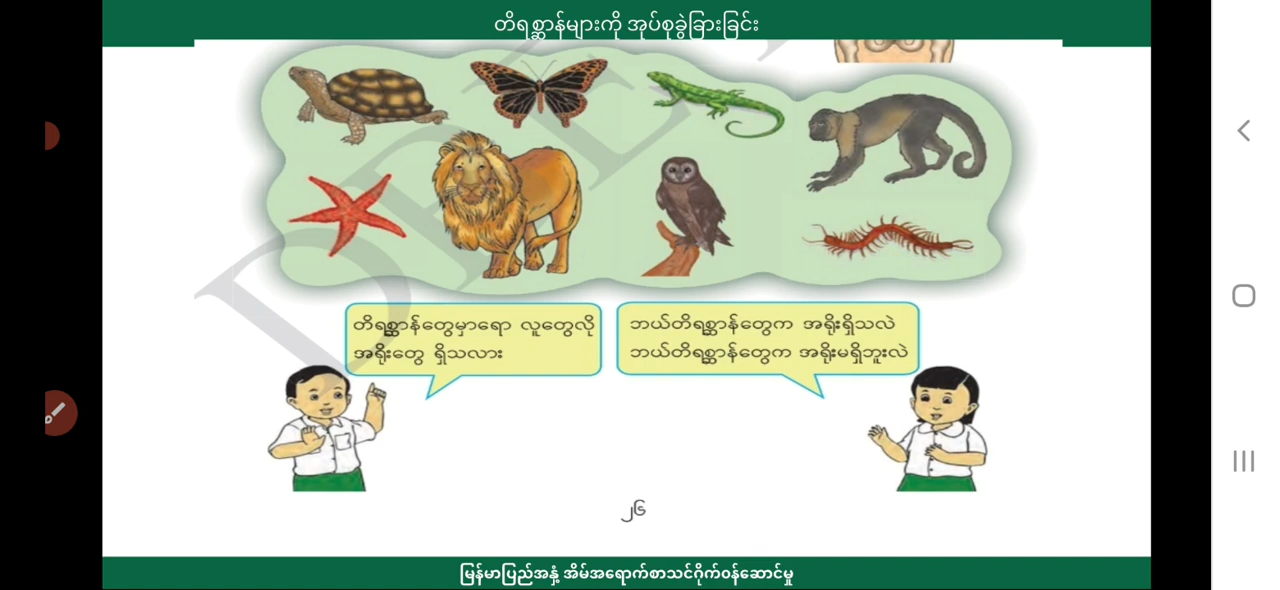 တိရစ္ဆာန်များကို အုပ်စုခွဲခြားခြင်း
တိရစ္ဆာန်တွေမှာရော လူတွေလို
အရိုးတွေ ရှိသလား
ဘယ်တိရစ္ဆာန်တွေက အရိုးရှိသလဲ
ဘယ်တိရစ္ဆာန်တွေက အရိုးမရှိဘူးလဲ
၂၆
မြန်မာပြည်အနှံ့ အိမ်အရောက်စာသင်ဂိုက်ဝန်ဆောင်မှု